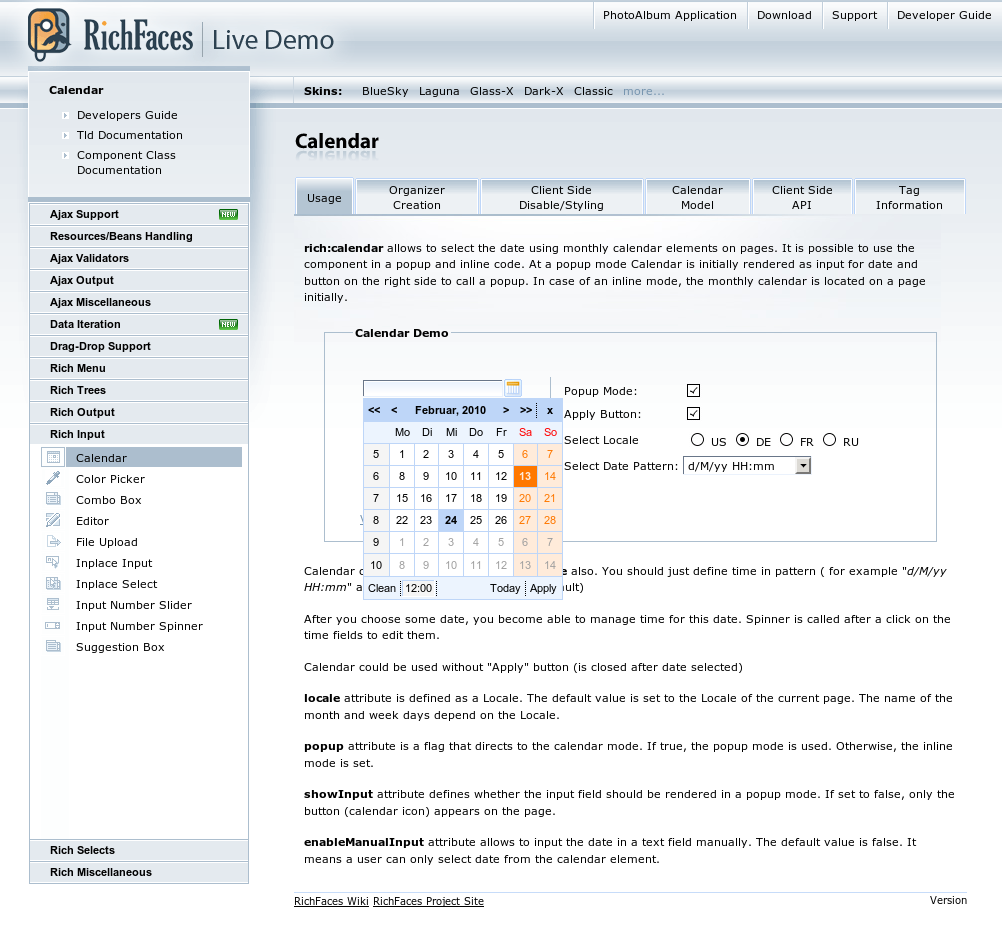 PhotoAlbum Application Download Support Developer Guide
RichFaces Live Demo
Calendar
Developers Guide
Tld Documentation
Component Class
Documentation
Skins: BlueSky Laguna Glass-X Dark-X Classic more...
Ajax Support NEW
Resources/Beans Handling
Ajax Validators
Ajax Output
Ajax Miscellaneous
Data Iteration NEW
Drag-Drop Support
Rich Menu
Rich Trees
Rich Output
Rich Input
Calendar
Color Picker
Combo Box
Editor
File Upload
Inplace Input
Inplace Select
Input Number Slider
Input Number Spinner
Suggestion Box
Rich Selects
Rich Miscellaneous
Calendar
Usage
Organizer
Creation
Client Side
Disable/Styling
Calendar
Model
Client Side
API
Tag
Information
rich:calendar allows to select the date using monthly calendar elements on pages. It is possible to use the
component in a popup and inline code. At a popup mode Calendar is initially rendered as input for date and
button on the right side to call a popup. In case of an inline mode, the monthly calendar is located on a page
initially.
Calendar Demo
<< < Februar, 2010 > >> x
Mo Di Mi Do Fr Sa So
5 1 2 3 4 5 6 7
6 8 9 10 11 12 13 14
7 15 16 17 18 19 20 21
8 22 23 24 25 26 27 28
9 1 2 3 4 5 6 7
10 8 9 10 11 12 13 14
Clean 12:00 Today Apply
Popup Mode:
Apply Button:
Select Locale US DE FR RU
Select Date Pattern: d/M/yy HH:mm
Calendar e also. You should just define time in pattern ( for example "d/M/yy
HH:mm" ult)
After you choose some date, you become able to manage time for this date. Spinner is called after a click on the
time fields to edit them.
Calendar could be used without "Apply" button (is closed after date selected)
locale attribute is defined as a Locale. The default value is set to the Locale of the current page. The name of the
month and week days depend on the Locale.
popup attribute is a flag that directs to the calendar mode. If true, the popup mode is used. Otherwise, the inline
mode is set.
showInput attribute defines whether the input field should be rendered in a popup mode. If set to false, only the
button (calendar icon) appears on the page.
enableManualInput attribute allows to input the date in a text field manually. The default value is false. It
means a user can only select date from the calendar element.
RichFaces Wiki RichFaces Project Site Version